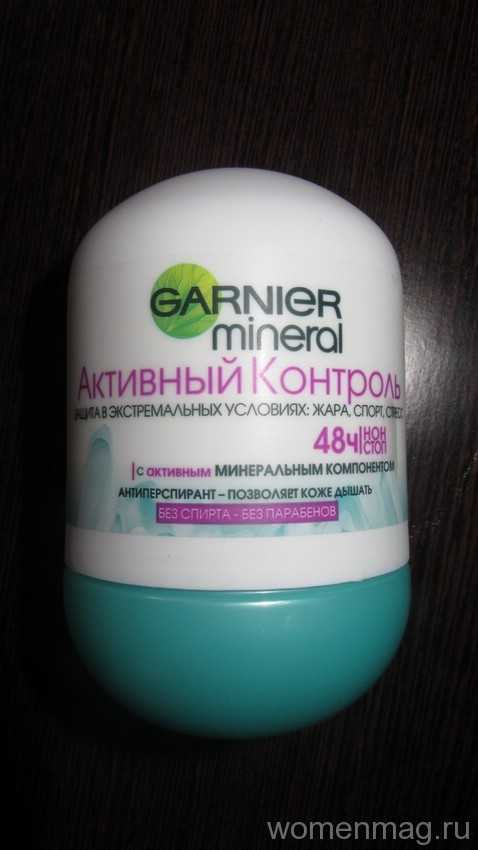 GARNIER
mineral
Активный Контроль
ЗАЩИТА В ЭКСТРЕМАЛЬНЫХ УСЛОВИЯХ: ЖАРА, СПОРТ, СТРЕСС
48ч НОН
СТОП
С АКТИВНЫМ МИНЕРАЛЬНЫМ КОМПОНЕНТОМ
АНТИПЕРСПИРАНТ – ПОЗВОЛЯЕТ КОЖЕ ДЫШАТЬ
БЕЗ СПИРТА - БЕЗ ПАРАБЕНОВ
womenmag.ru